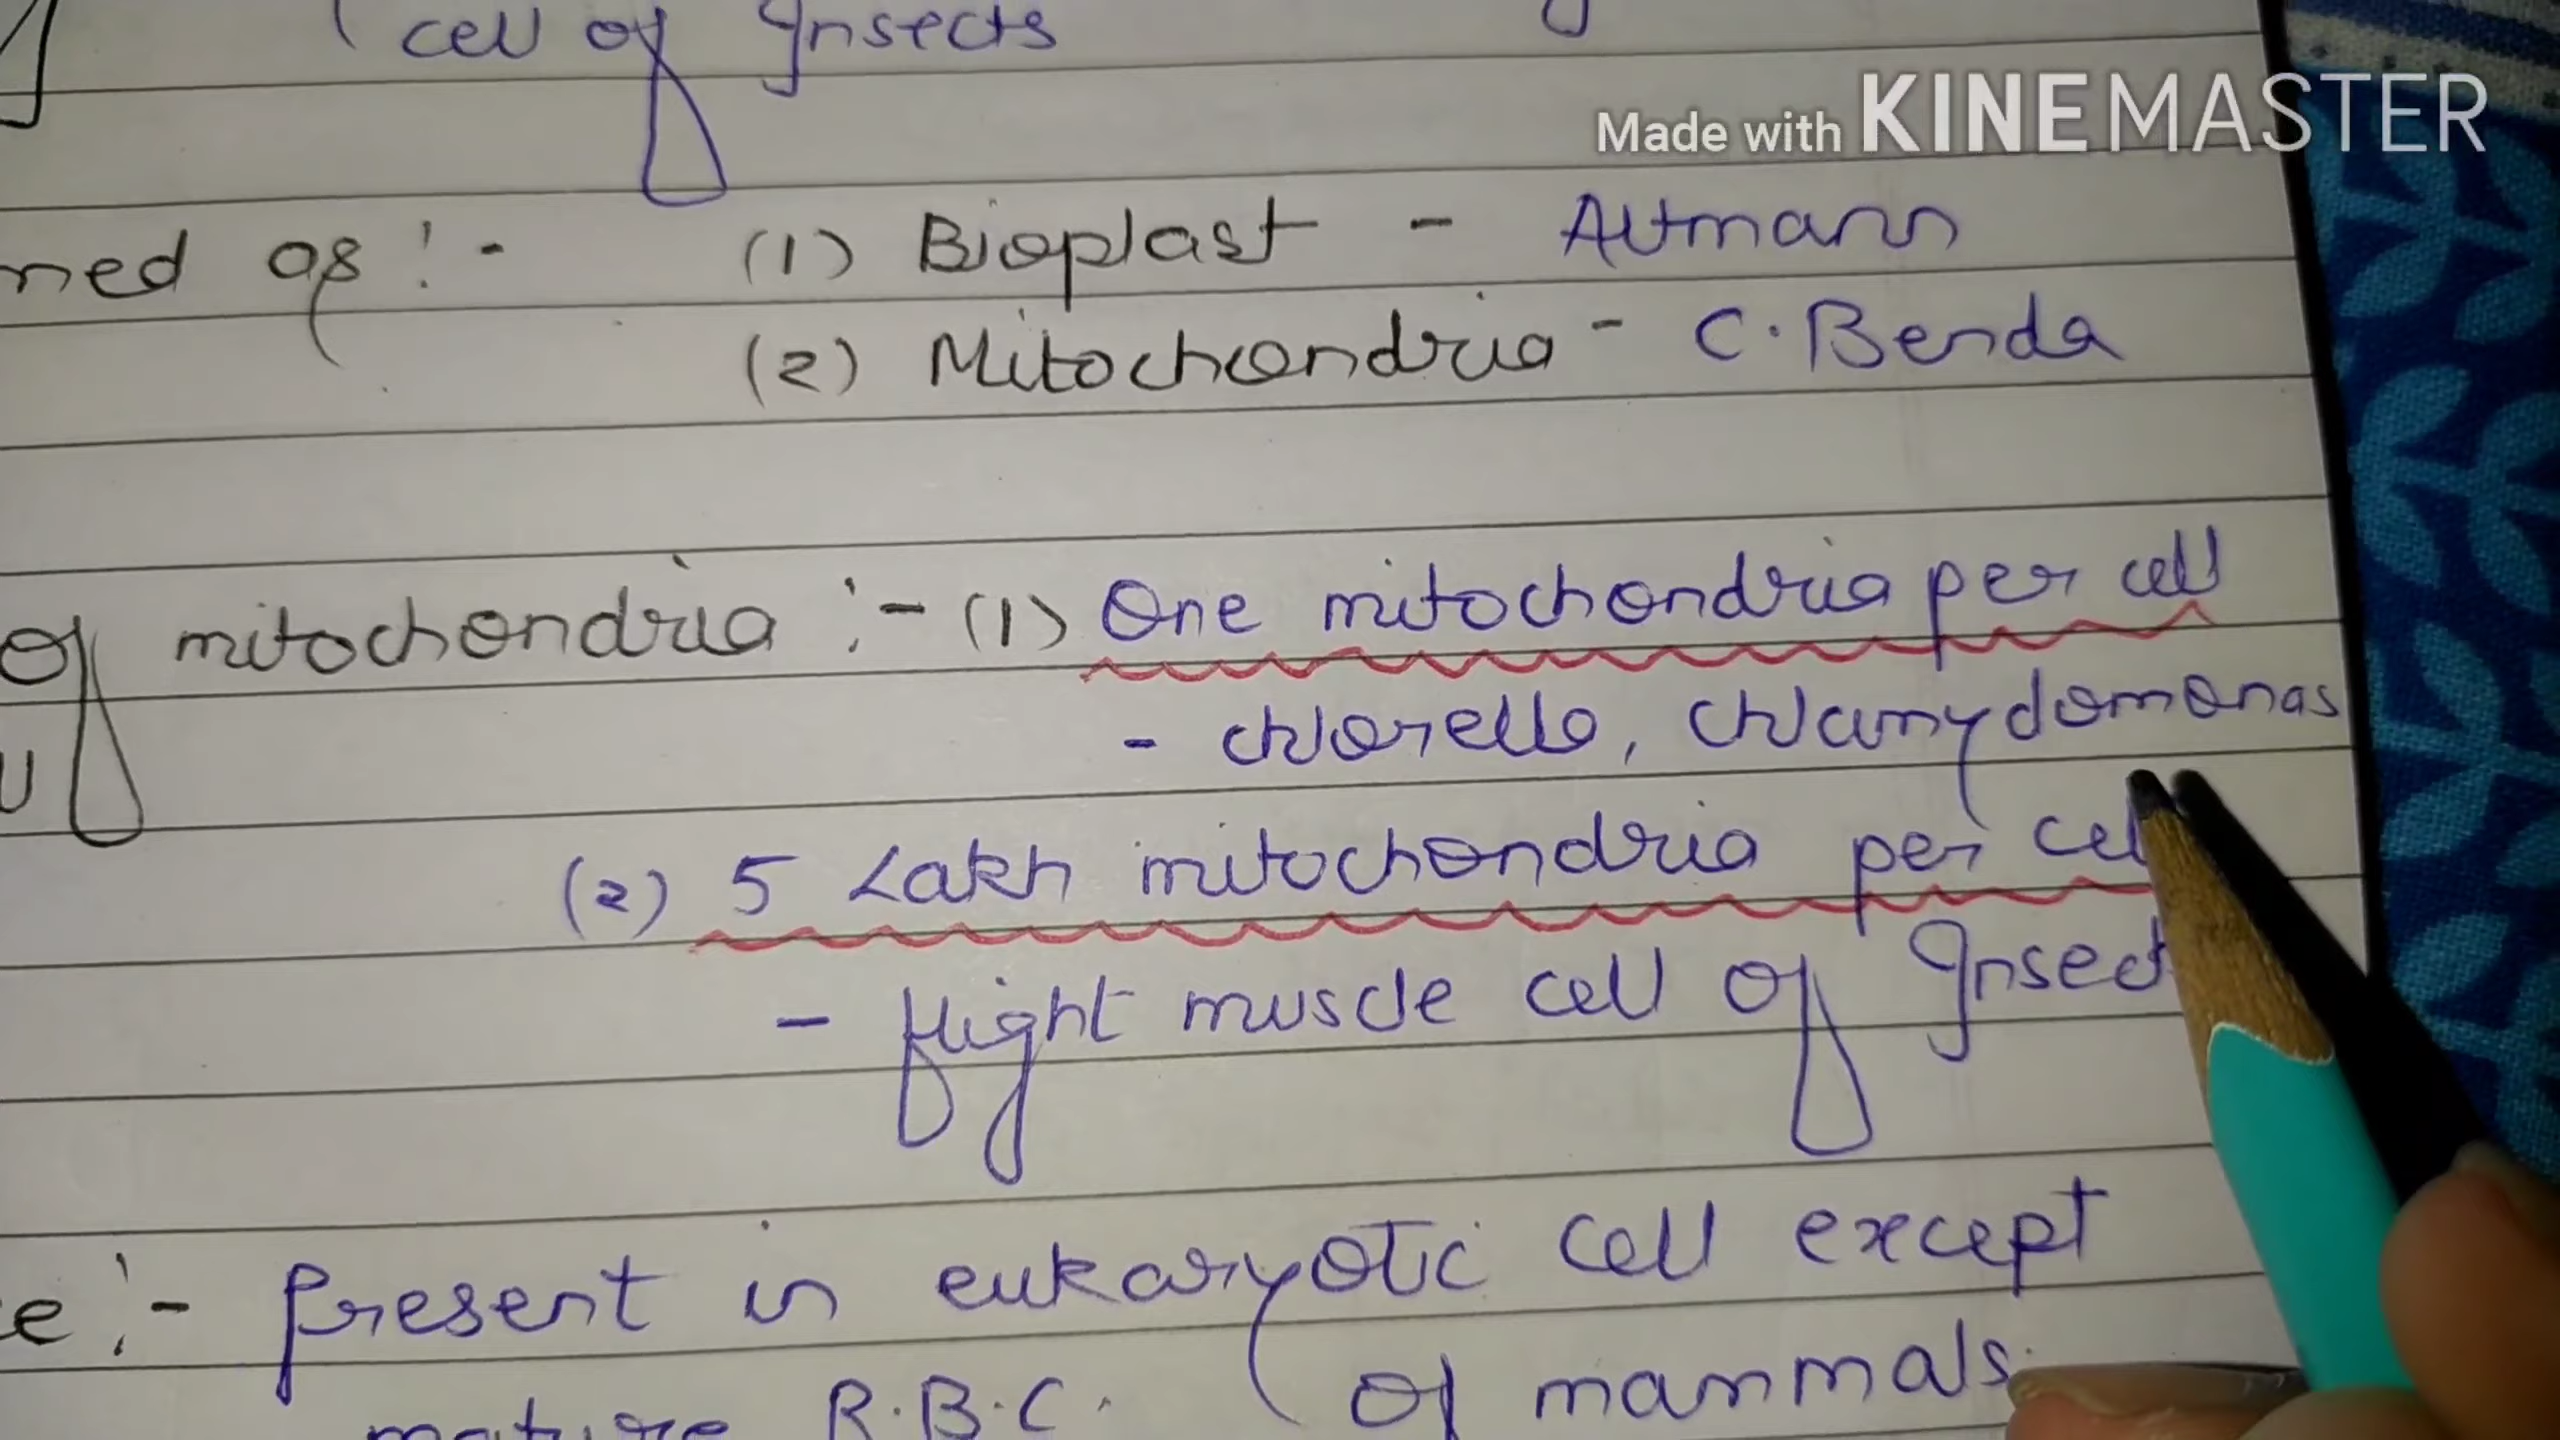 cell of Insects
Made with KINEMASTER
ned as :- (1) Bioplast - Altmann
(2) Mitochondria - C. Benda
of mitochondria :- (1) One mitochondria per cell
- chlorella, chlamydomonas
(2) 5 Lakh mitochondria per cel
- flight muscle cell of Insect
ce :- Present in eukaryotic cell except
mature R.B.C. of mammals.